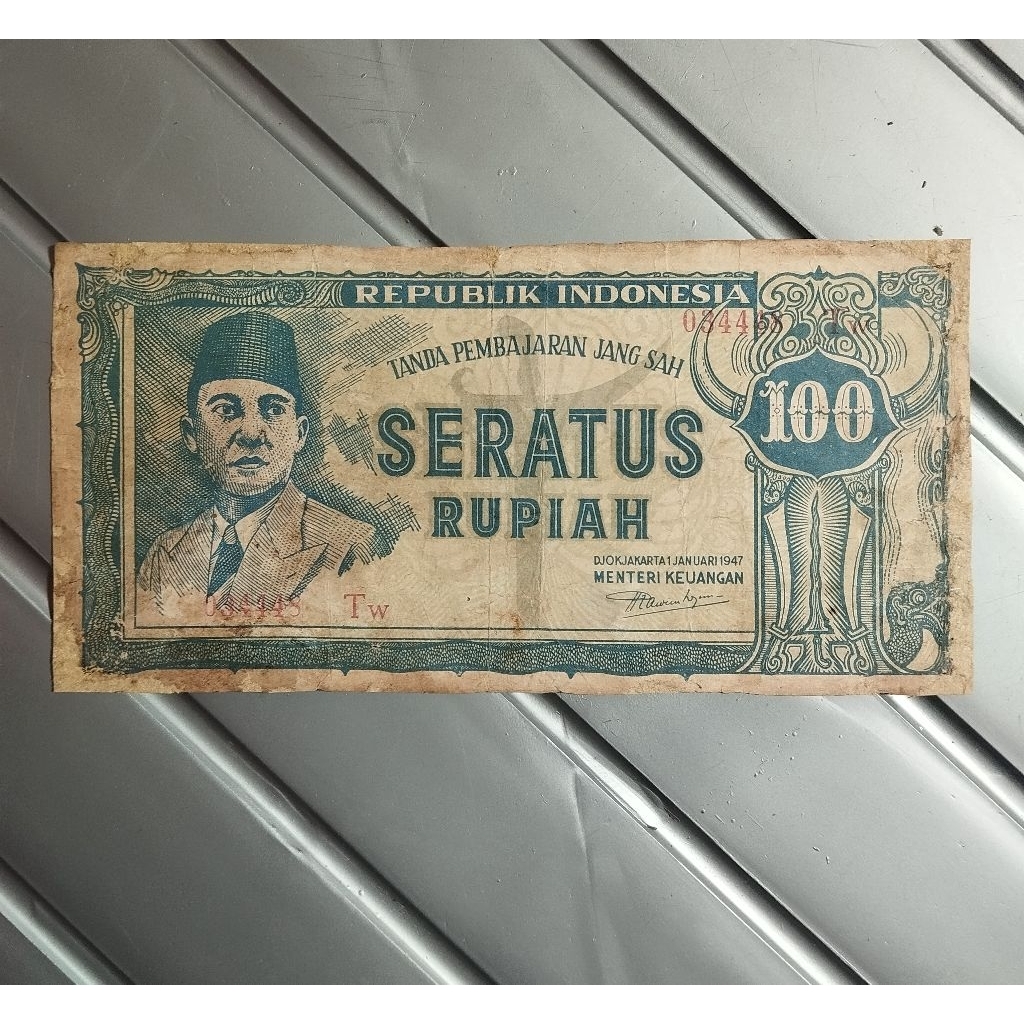 REPUBLIK INDONESIA
034448 Tw
TANDA PEMBAJARAN JANG SAH
100
SERATUS
RUPIAH
DJOKJAKARTA 1 JANUARI 1947
MENTERI KEUANGAN
034448 Tw